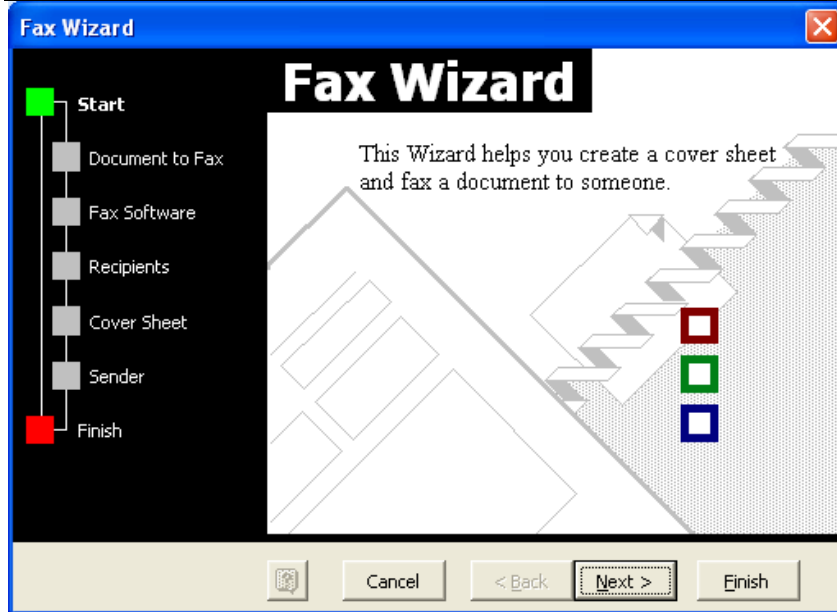 Fax Wizard
Fax Wizard
This Wizard helps you create a cover sheet
and fax a document to someone.
Start
Document to Fax
Fax Software
Recipients
Cover Sheet
Sender
Finish
Cancel
< Back
Next >
Finish